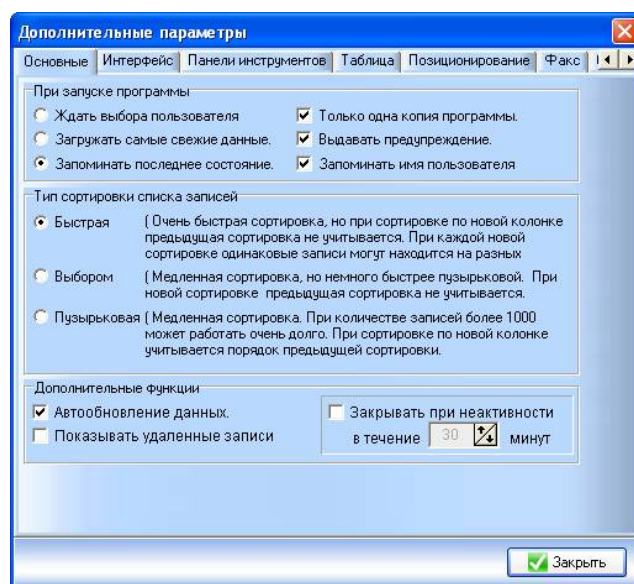 Дополнительные параметры
Основные Интерфейс Панели инструментов Таблица Позиционирование Факс
При запуске программы
Ждать выбора пользователя Только одна копия программы.
Загружать самые свежие данные. Выдавать предупреждение.
Запоминать последнее состояние. Запоминать имя пользователя
Тип сортировки списка записей
Быстрая ( Очень быстрая сортировка, но при сортировке по новой колонке
предыдущая сортировка не учитывается. При каждой новой
сортировке одинаковые записи могут находится на разных
Выбором ( Медленная сортировка, но немного быстрее пузырьковой. При
новой сортировке предыдущая сортировка не учитывается.
Пузырьковая ( Медленная сортировка. При количестве записей более 1000
может работать очень долго. При сортировке по новой колонке
учитывается порядок предыдущей сортировки.
Дополнительные функции
Автообновление данных. Закрывать при неактивности
Показывать удаленные записи в течение 30 минут
Закрыть